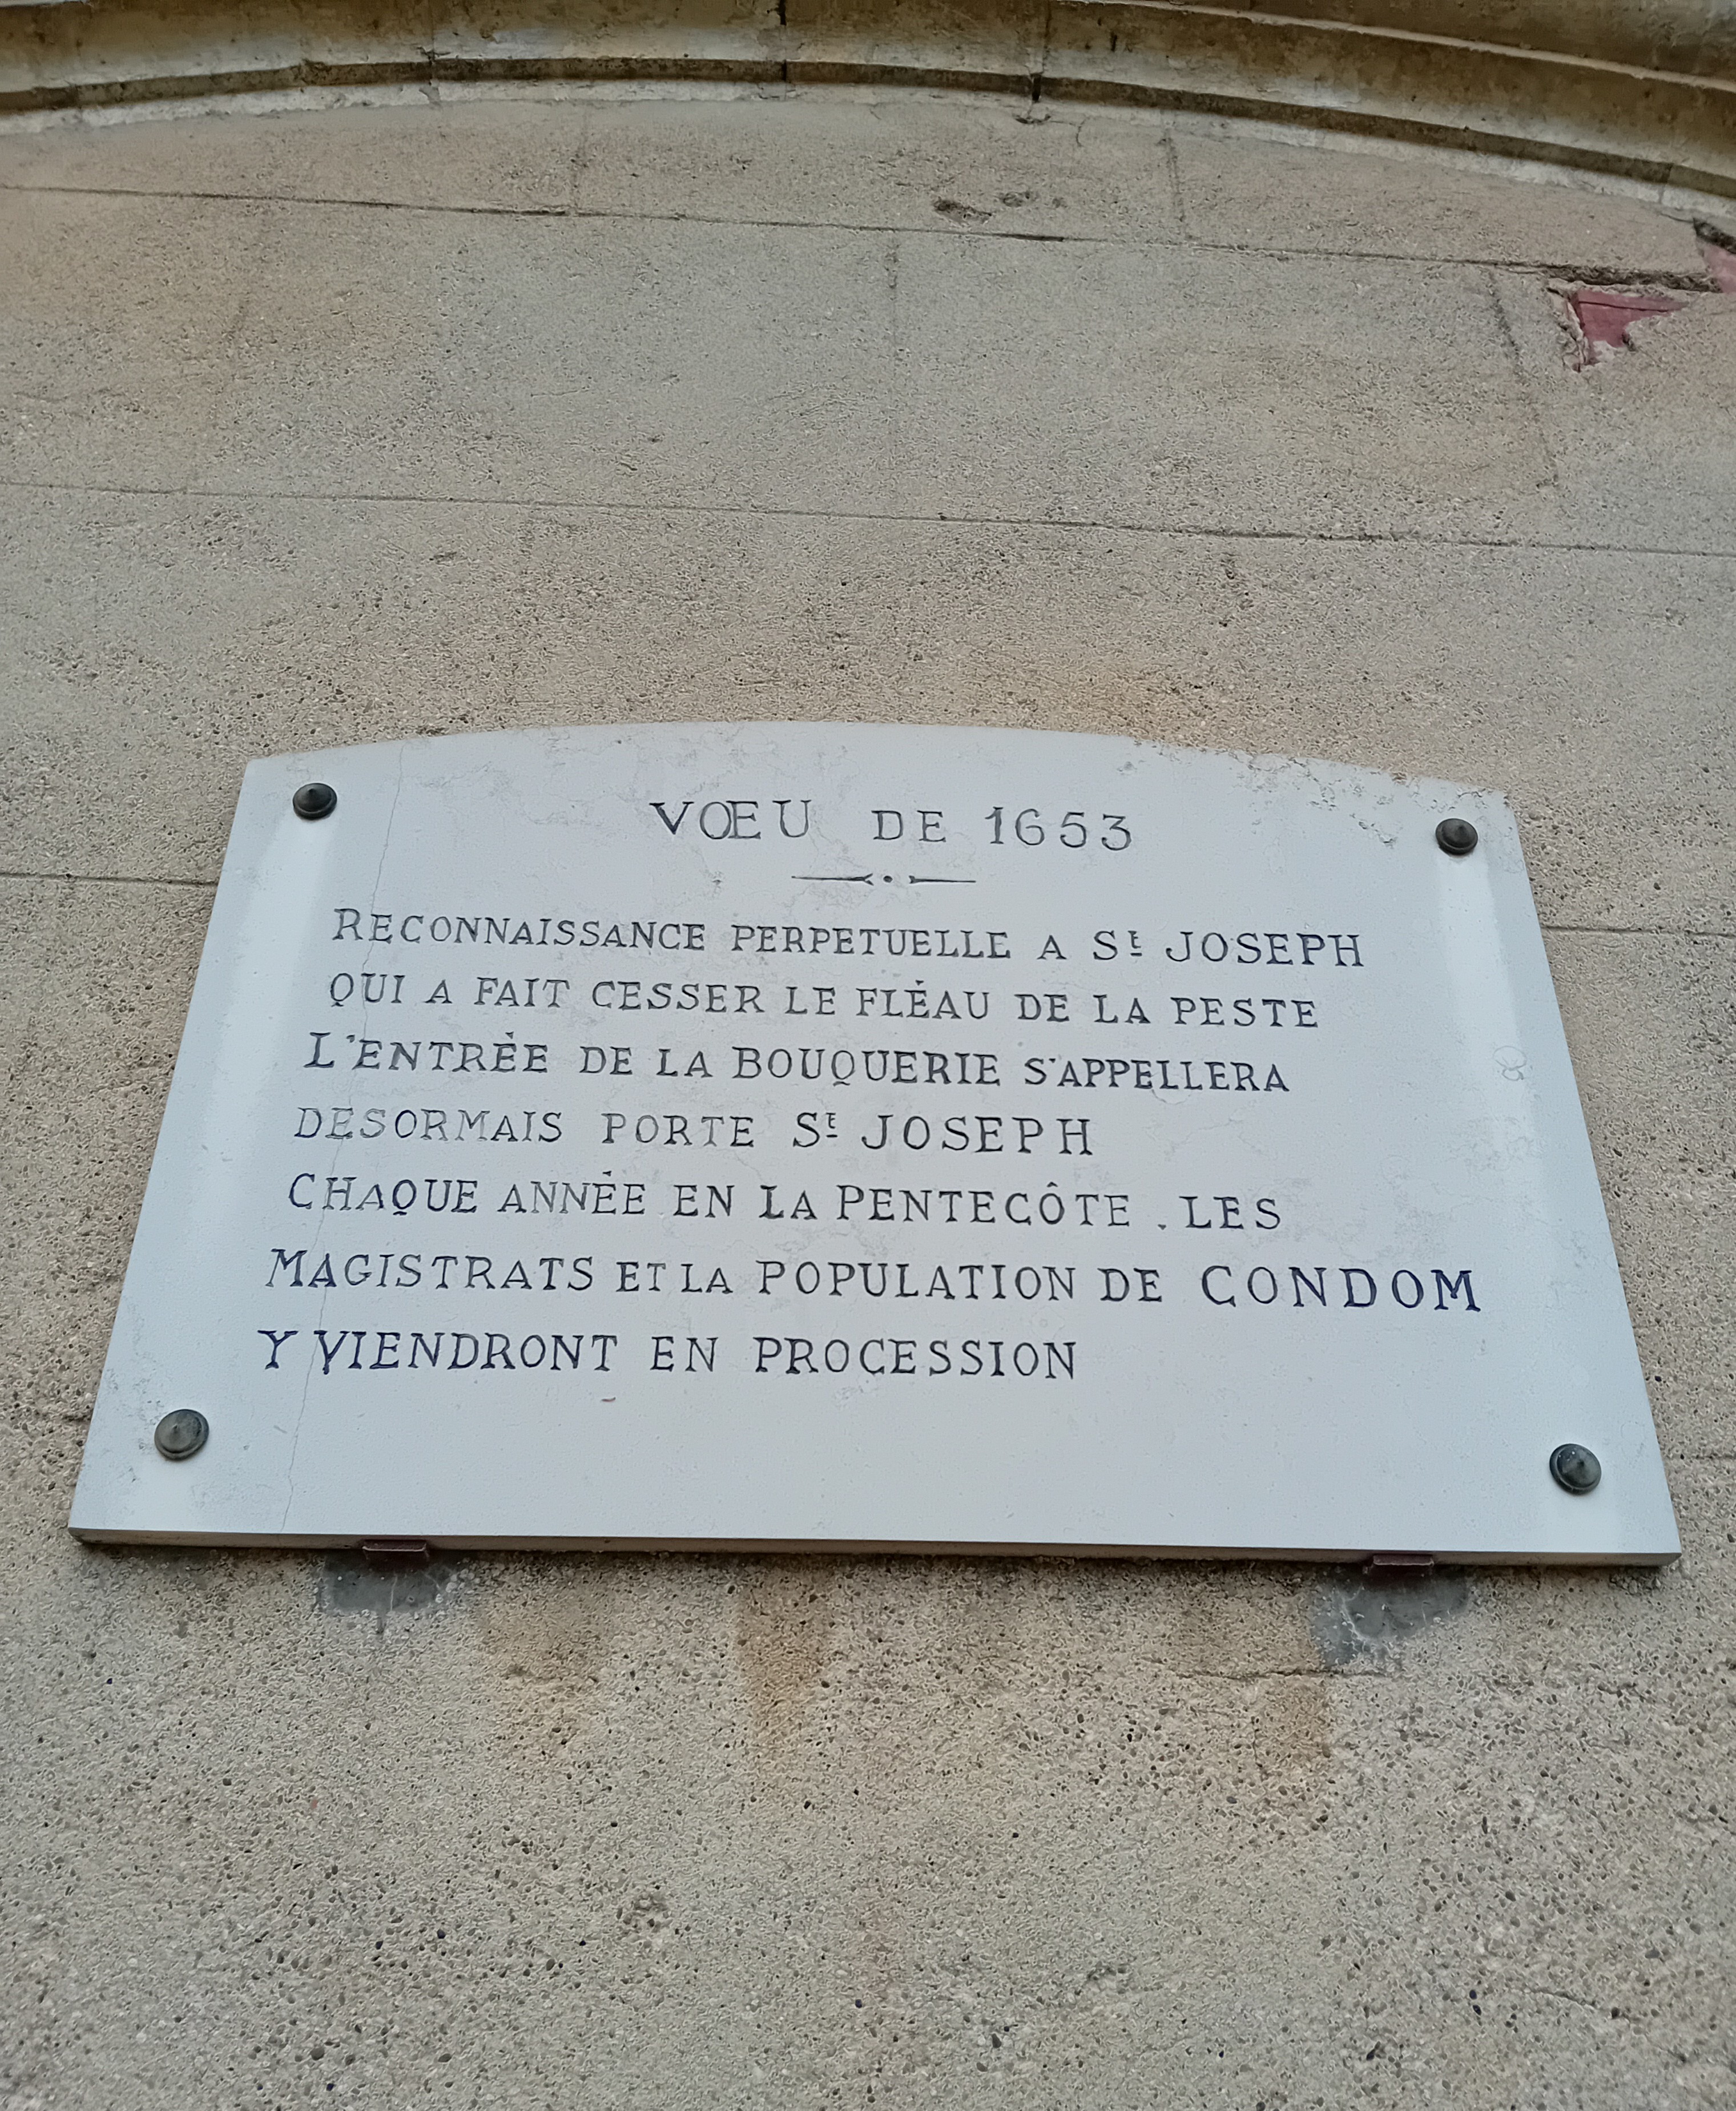 VŒU DE 1653
RECONNAISSANCE PERPETUELLE A St JOSEPH
QUI A FAIT CESSER LE FLÉAU DE LA PESTE
L'ENTRÉE DE LA BOUQUERIE S'APPELLERA
DESORMAIS PORTE St JOSEPH
CHAQUE ANNÉE EN LA PENTECÔTE . LES
MAGISTRATS ET LA POPULATION DE CONDOM
Y VIENDRONT EN PROCESSION